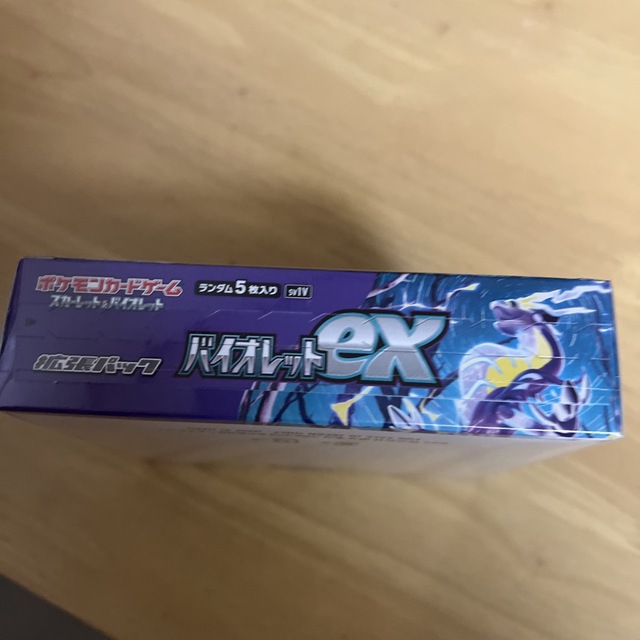 ポケモンカードゲーム
スカーレット&バイオレット
ランダム5枚入り
SV1V
拡張パック
バイオレットex